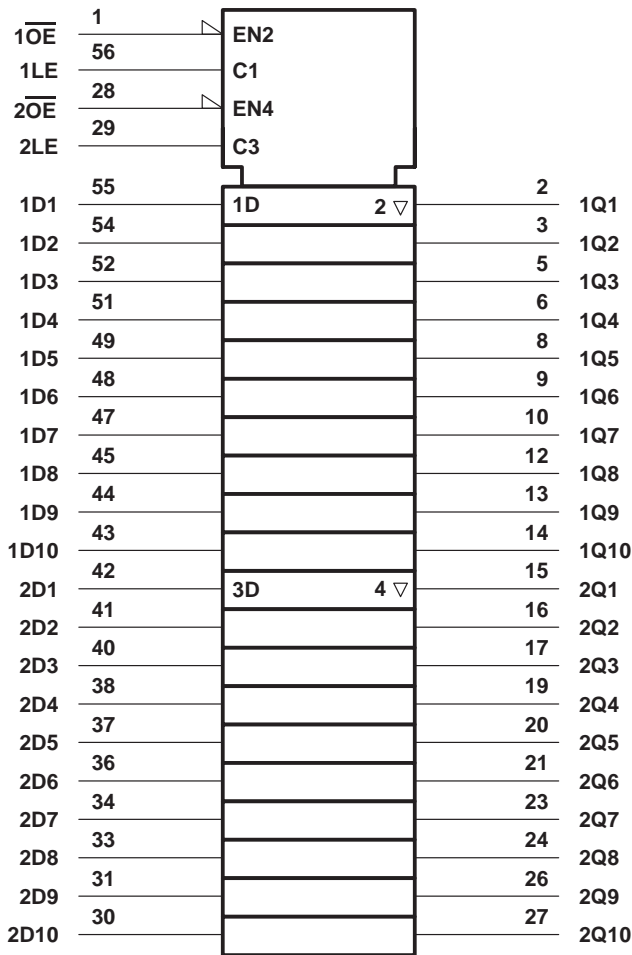 1OE 1 EN2
1LE 56 C1
2OE 28 EN4
2LE 29 C3
1D1 55 1D 2 ▽ 2 1Q1
1D2 54 3 1Q2
1D3 52 5 1Q3
1D4 51 6 1Q4
1D5 49 8 1Q5
1D6 48 9 1Q6
1D7 47 10 1Q7
1D8 45 12 1Q8
1D9 44 13 1Q9
1D10 43 14 1Q10
2D1 42 3D 4 ▽ 15 2Q1
2D2 41 16 2Q2
2D3 40 17 2Q3
2D4 38 19 2Q4
2D5 37 20 2Q5
2D6 36 21 2Q6
2D7 34 23 2Q7
2D8 33 24 2Q8
2D9 31 26 2Q9
2D10 30 27 2Q10